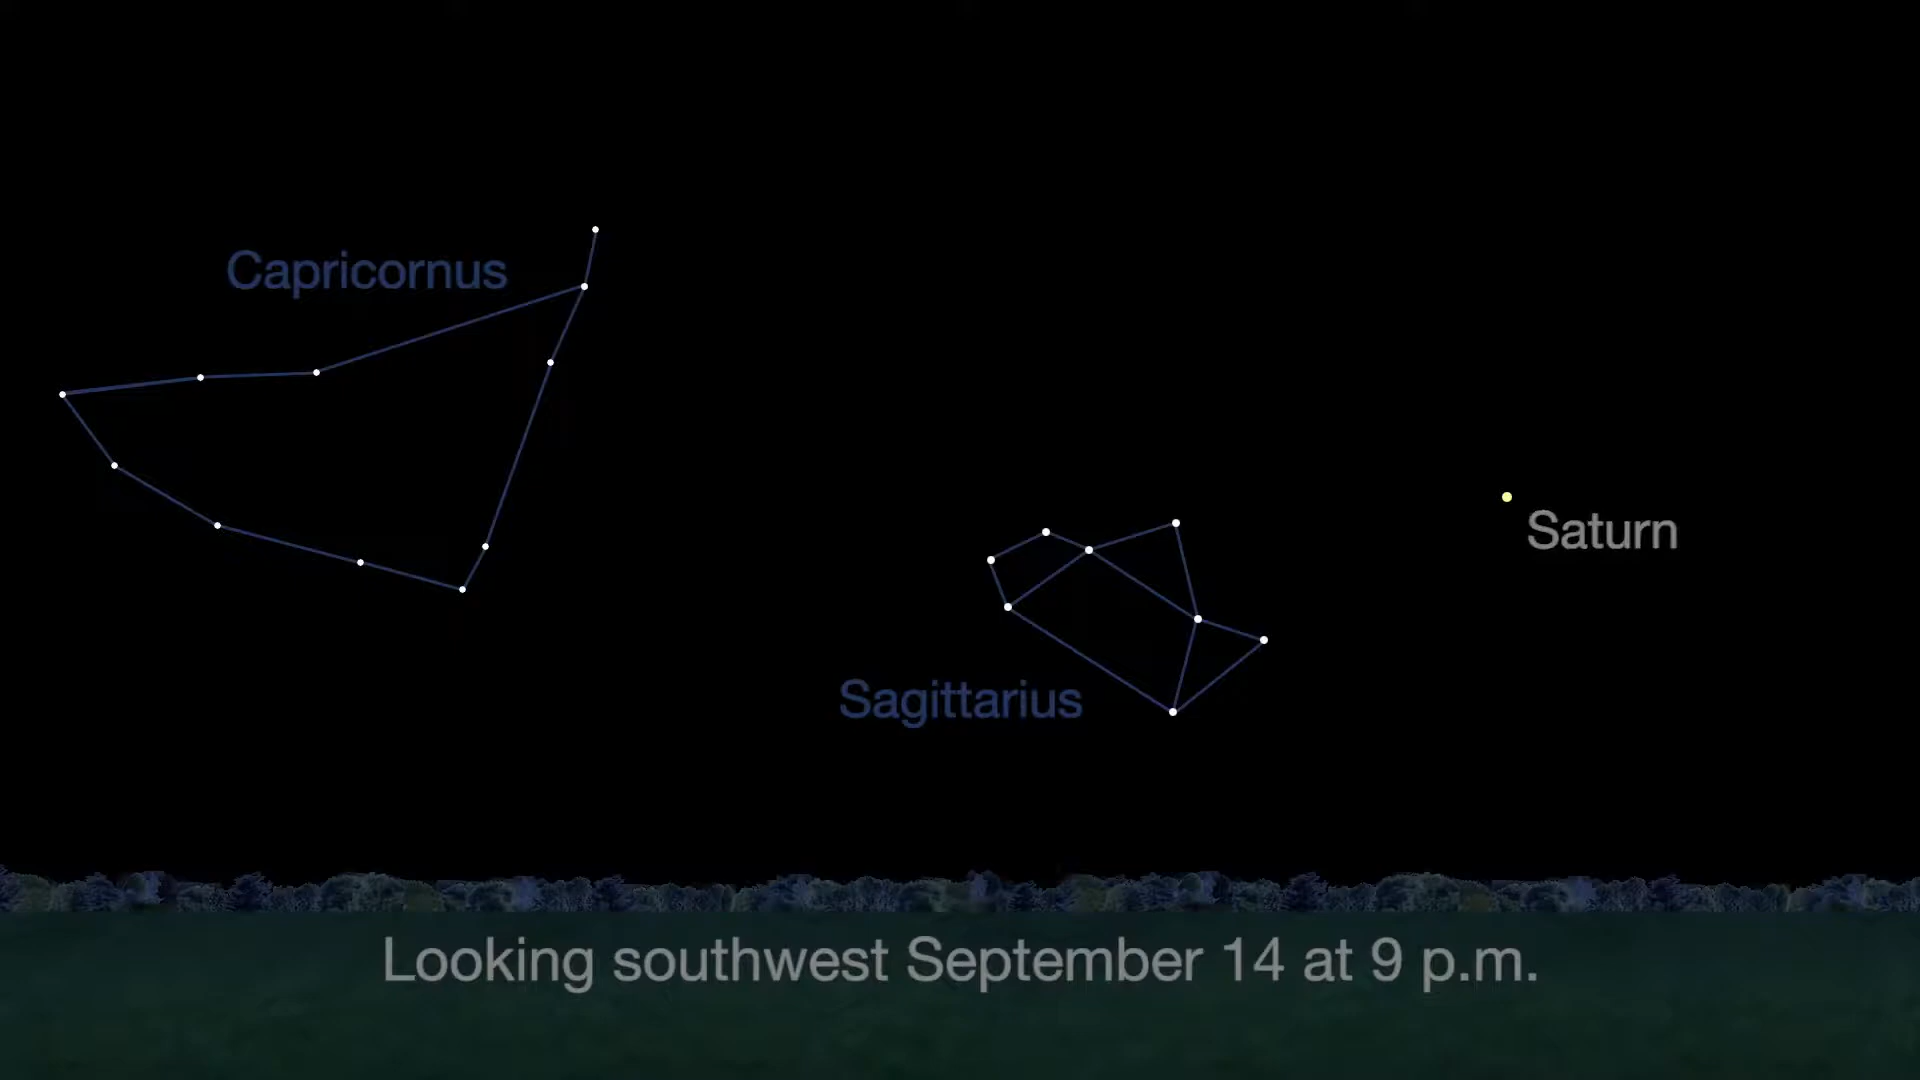 Capricornus
Saturn
Sagittarius
Looking southwest September 14 at 9 p.m.